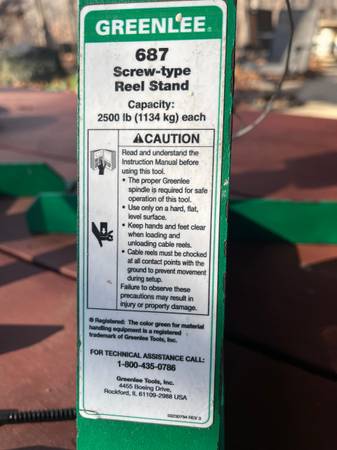 GREENLEE®
687
Screw-type
Reel Stand
Capacity:
2500 lb (1134 kg) each
⚠CAUTION
Read and understand the
Instruction Manual before
using this tool.
• The proper Greenlee
spindle is required for safe
operation of this tool.
• Use only on a hard, flat,
level surface.
• Keep hands and feet clear
when loading and
unloading cable reels.
• Cable reels must be chocked
at all contact points with the
ground to prevent movement
during setup.
Failure to observe these
precautions may result in
injury or property damage.
® Registered: The color green for material
handling equipment is a registered
trademark of Greenlee Tools, Inc.
FOR TECHNICAL ASSISTANCE CALL:
1-800-435-0786
Greenlee Tools, Inc.
4455 Boeing Drive,
Rockford, IL 61109-2988 USA